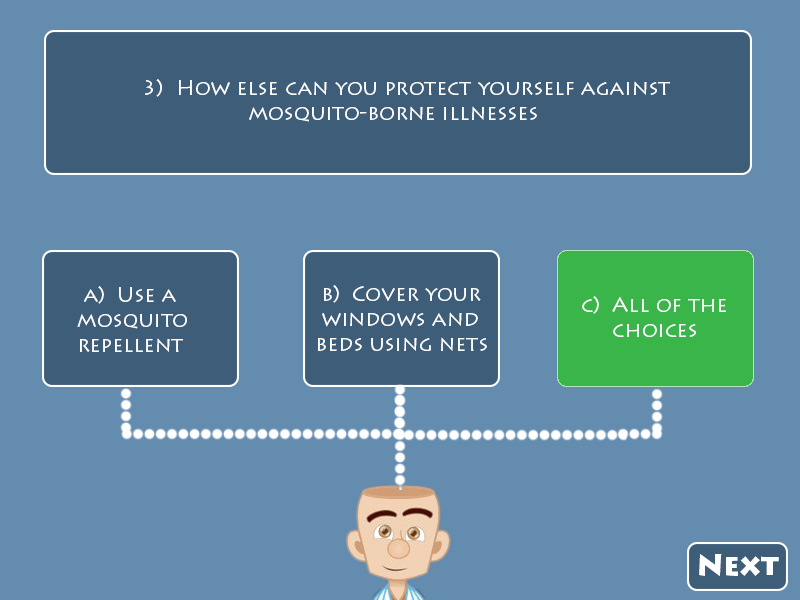 3) How else can you protect yourself against
mosquito-borne illnesses
a) Use a
mosquito
repellent
b) Cover your
windows and
beds using nets
c) All of the
choices
Next